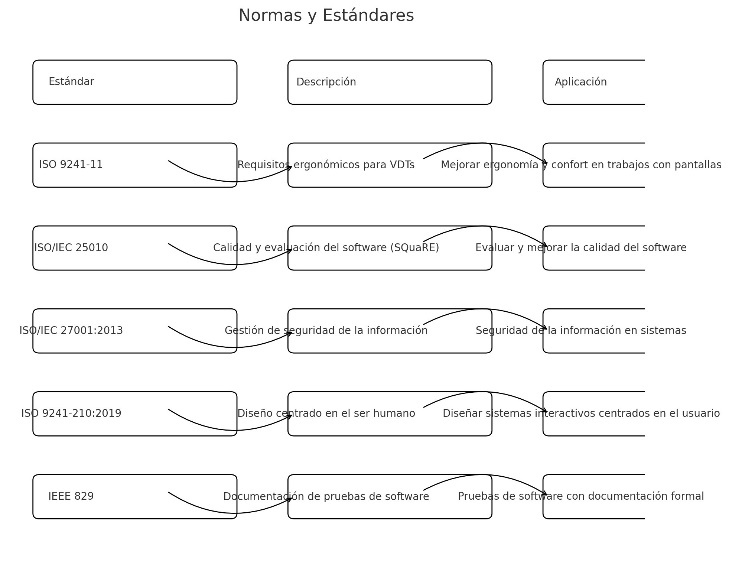 Normas y Estándares
Estándar Descripción Aplicación
ISO 9241-11 Requisitos ergonómicos para VDTs Mejorar ergonomía y confort en trabajos con pantallas
ISO/IEC 25010 Calidad y evaluación del software (SQuaRE) Evaluar y mejorar la calidad del software
ISO/IEC 27001:2013 Gestión de seguridad de la información Seguridad de la información en sistemas
ISO 9241-210:2019 Diseño centrado en el ser humano Diseñar sistemas interactivos centrados en el usuario
IEEE 829 Documentación de pruebas de software Pruebas de software con documentación formal